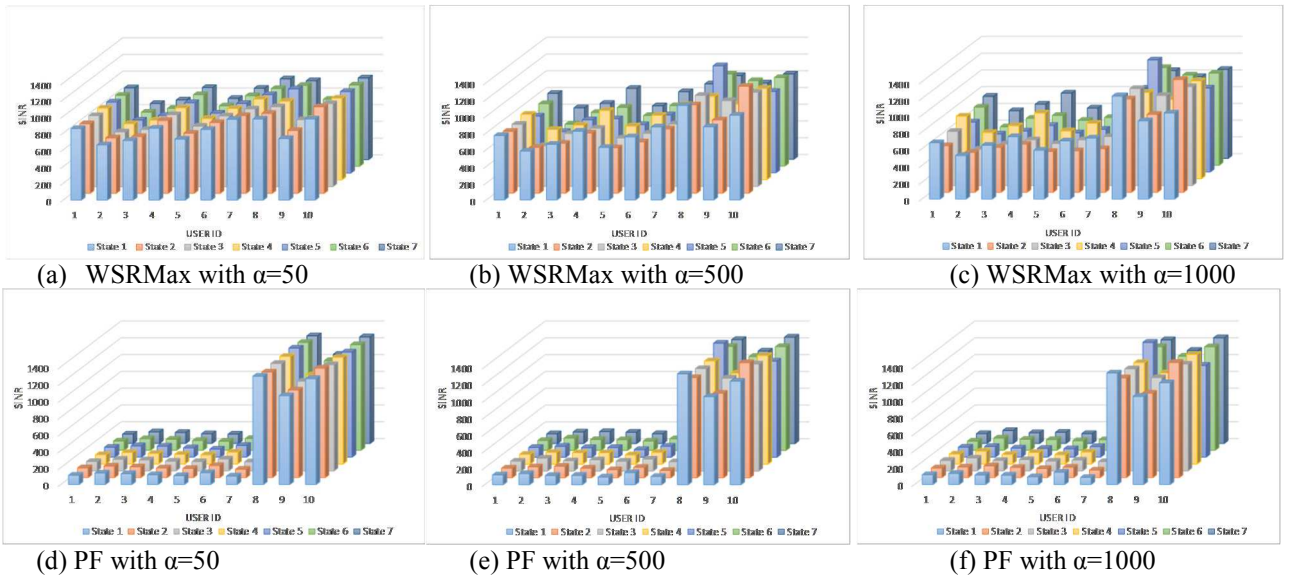 1400
1200
1000
800
600
400
200
0
$INR
1 2 3 4 5 6 7 8 9 10
USER ID
State 1 State 2 State 3 State 4 State 5 State 6 State 7
(a) WSRMax with α=50
1400
1200
1000
800
600
400
200
0
$INR
1 2 3 4 5 6 7 8 9 10
USER ID
State 1 State 2 State 3 State 4 State 5 State 6 State 7
(b) WSRMax with α=500
1400
1200
1000
800
600
400
200
0
$INR
1 2 3 4 5 6 7 8 9 10
USER ID
State 1 State 2 State 3 State 4 State 5 State 6 State 7
(c) WSRMax with α=1000
1400
1200
1000
800
600
400
200
0
$INR
1 2 3 4 5 6 7 8 9 10
USER ID
State 1 State 2 State 3 State 4 State 5 State 6 State 7
(d) PF with α=50
1400
1200
1000
800
600
400
200
0
$INR
1 2 3 4 5 6 7 8 9 10
USER ID
State 1 State 2 State 3 State 4 State 5 State 6 State 7
(e) PF with α=500
1400
1200
1000
800
600
400
200
0
$INR
1 2 3 4 5 6 7 8 9 10
USER ID
State 1 State 2 State 3 State 4 State 5 State 6 State 7
(f) PF with α=1000